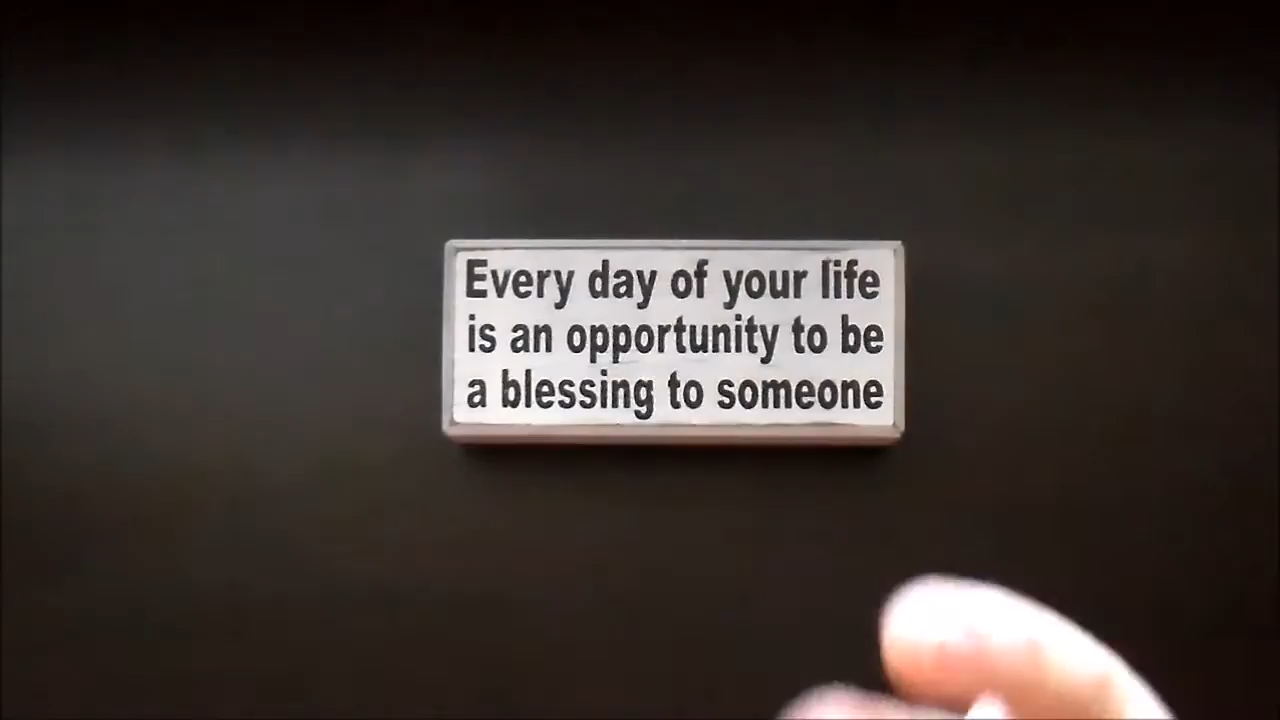 Every day of your life
is an opportunity to be
a blessing to someone